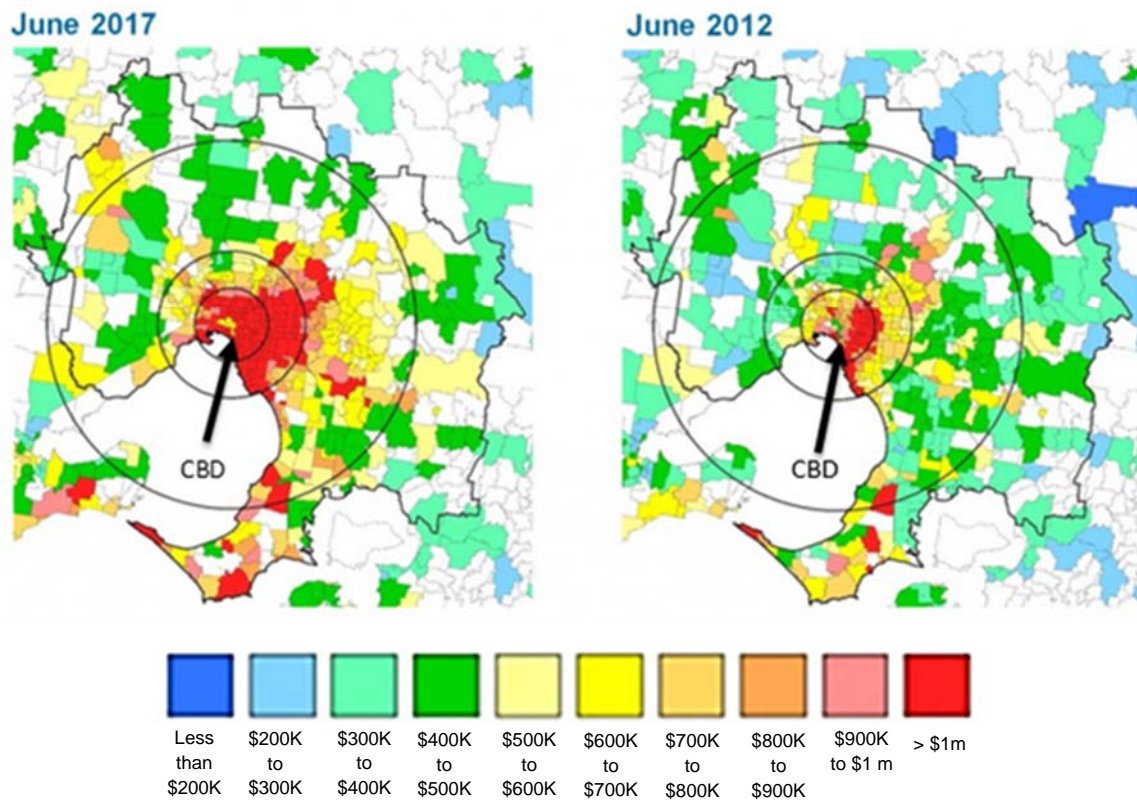 June 2017
June 2012
CBD
CBD
Less than $200K
$200K to $300K
$300K to $400K
$400K to $500K
$500K to $600K
$600K to $700K
$700K to $800K
$800K to $900K
$900K to $1 m
> $1m